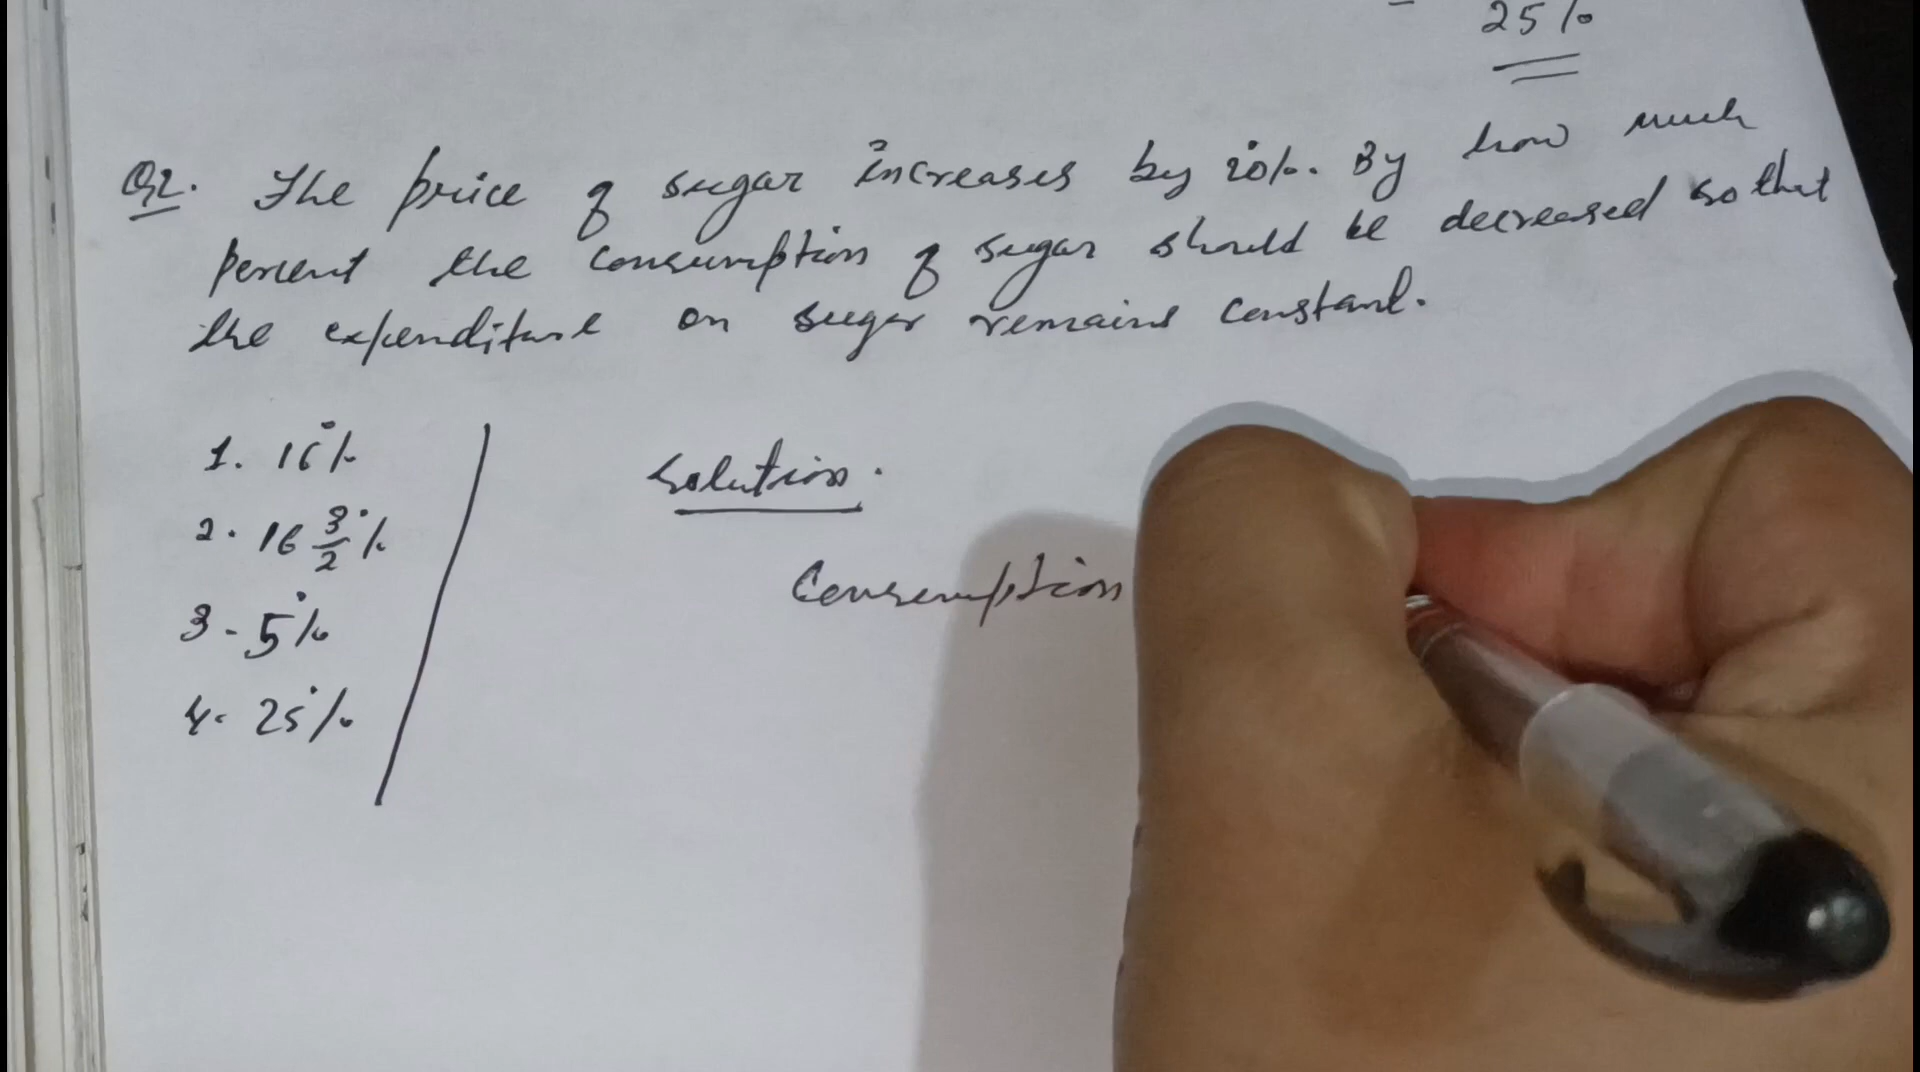 25%
Q2. The price of sugar increases by 20%. By how much
percent the consumption of sugar should be decreased so that
the expenditure on sugar remains constant.
1. 16%
2. 16 3/2 %
3 - 5%
4. 25%
Solution.
Consumption